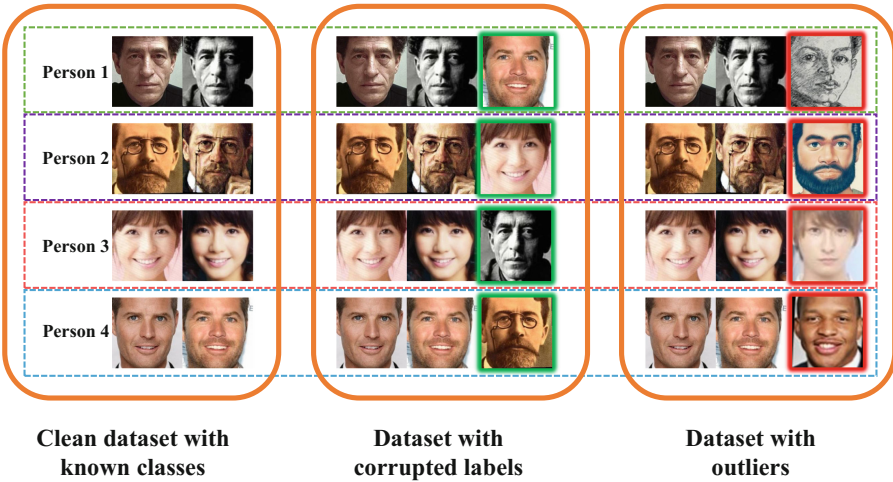 Person 1
Person 2
Person 3
Person 4
Clean dataset with
known classes
Dataset with
corrupted labels
Dataset with
outliers